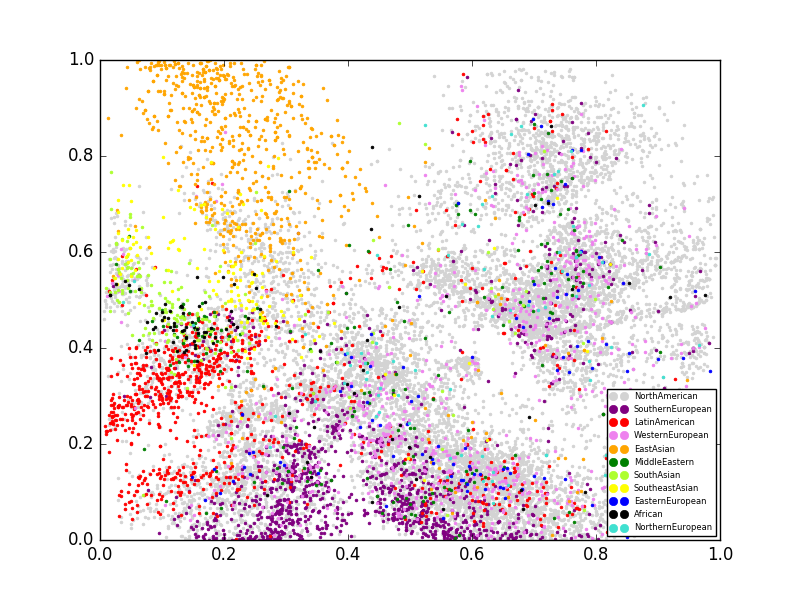 1.0
0.8
0.6
0.4
0.2
0.0
NorthAmerican
SouthernEuropean
LatinAmerican
WesternEuropean
EastAsian
MiddleEastern
SouthAsian
SoutheastAsian
EasternEuropean
African
NorthernEuropean
0.0 0.2 0.4 0.6 0.8 1.0